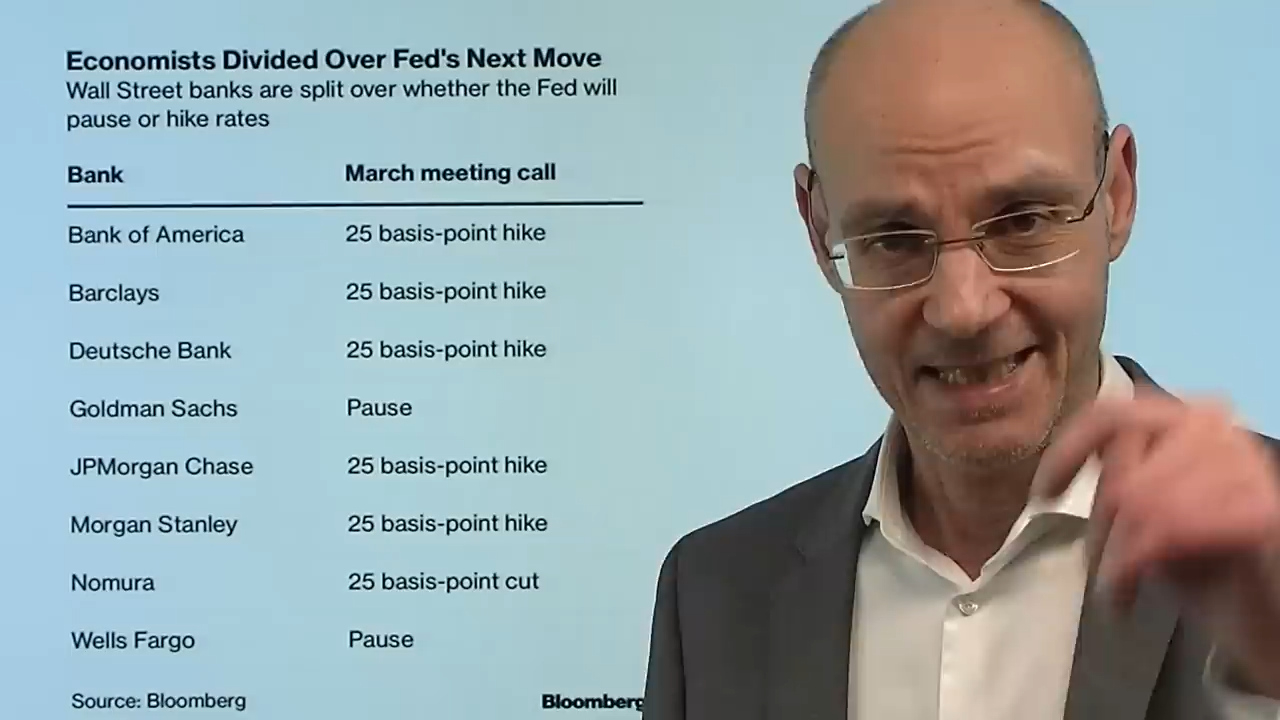 Economists Divided Over Fed's Next Move
Wall Street banks are split over whether the Fed will
pause or hike rates
Bank March meeting call
Bank of America 25 basis-point hike
Barclays 25 basis-point hike
Deutsche Bank 25 basis-point hike
Goldman Sachs Pause
JPMorgan Chase 25 basis-point hike
Morgan Stanley 25 basis-point hike
Nomura 25 basis-point cut
Wells Fargo Pause
Source: Bloomberg Bloomberg